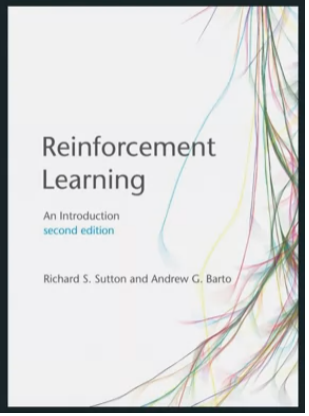 Reinforcement
Learning
An Introduction
second edition
Richard S. Sutton and Andrew G. Barto